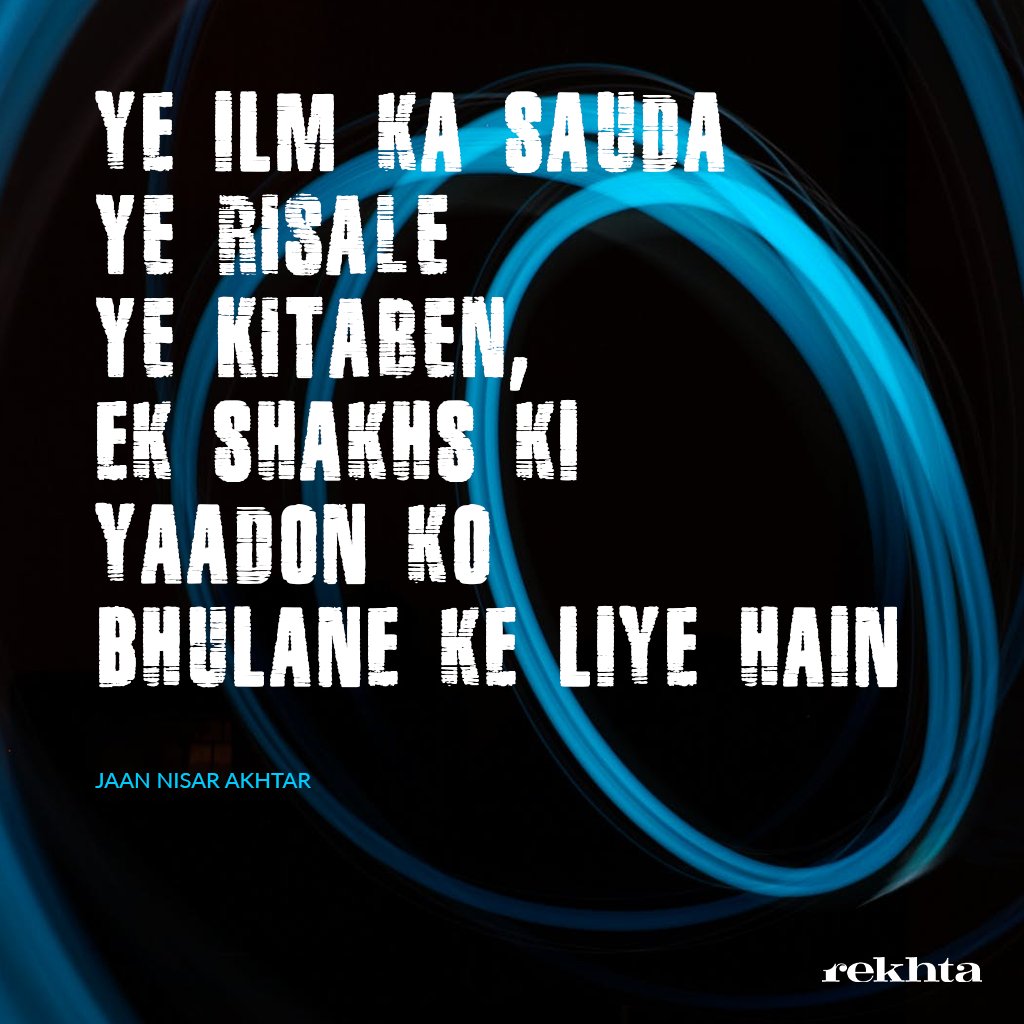 YE ILM KA SAUDA
YE RISALE
YE KITABEN,
EK SHAKHS KI
YAADON KO
BHULANE KE LIYE HAIN
JAAN NISAR AKHTAR
rekhta